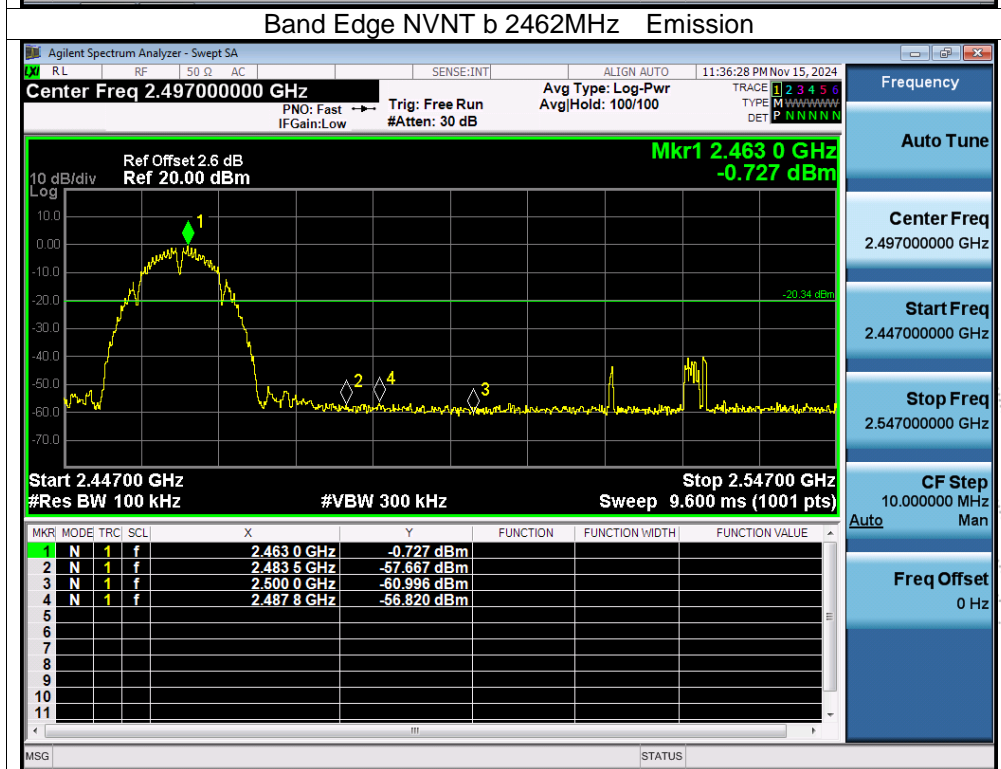 Band Edge NVNT b 2462MHz Emission
Agilent Spectrum Analyzer - Swept SA
LXI RL RF 50 Ω AC SENSE:INT ALIGN AUTO 11:36:28 PM Nov 15, 2024
Center Freq 2.497000000 GHz
PNO: Fast
IFGain:Low
Trig: Free Run
#Atten: 30 dB
Avg Type: Log-Pwr
Avg|Hold: 100/100
TRACE 1 2 3 4 5 6
TYPE M WWWWW
DET P N N N N N
Mkr1 2.463 0 GHz
-0.727 dBm
Ref Offset 2.6 dB
10 dB/div Ref 20.00 dBm
Log
10.0
0.00
-10.0
-20.0
-30.0
-40.0
-50.0
-60.0
-70.0
1
-20.34 dBm
2
4
3
Start 2.44700 GHz Stop 2.54700 GHz
#Res BW 100 kHz #VBW 300 kHz Sweep 9.600 ms (1001 pts)
MKR MODE TRC SCL X Y FUNCTION FUNCTION WIDTH FUNCTION VALUE
1 N 1 f 2.463 0 GHz -0.727 dBm
2 N 1 f 2.483 5 GHz -57.667 dBm
3 N 1 f 2.500 0 GHz -60.996 dBm
4 N 1 f 2.487 8 GHz -56.820 dBm
5
6
7
8
9
10
11
MSG STATUS
Frequency
Auto Tune
Center Freq
2.497000000 GHz
Start Freq
2.447000000 GHz
Stop Freq
2.547000000 GHz
CF Step
10.000000 MHz
Auto Man
Freq Offset
0 Hz